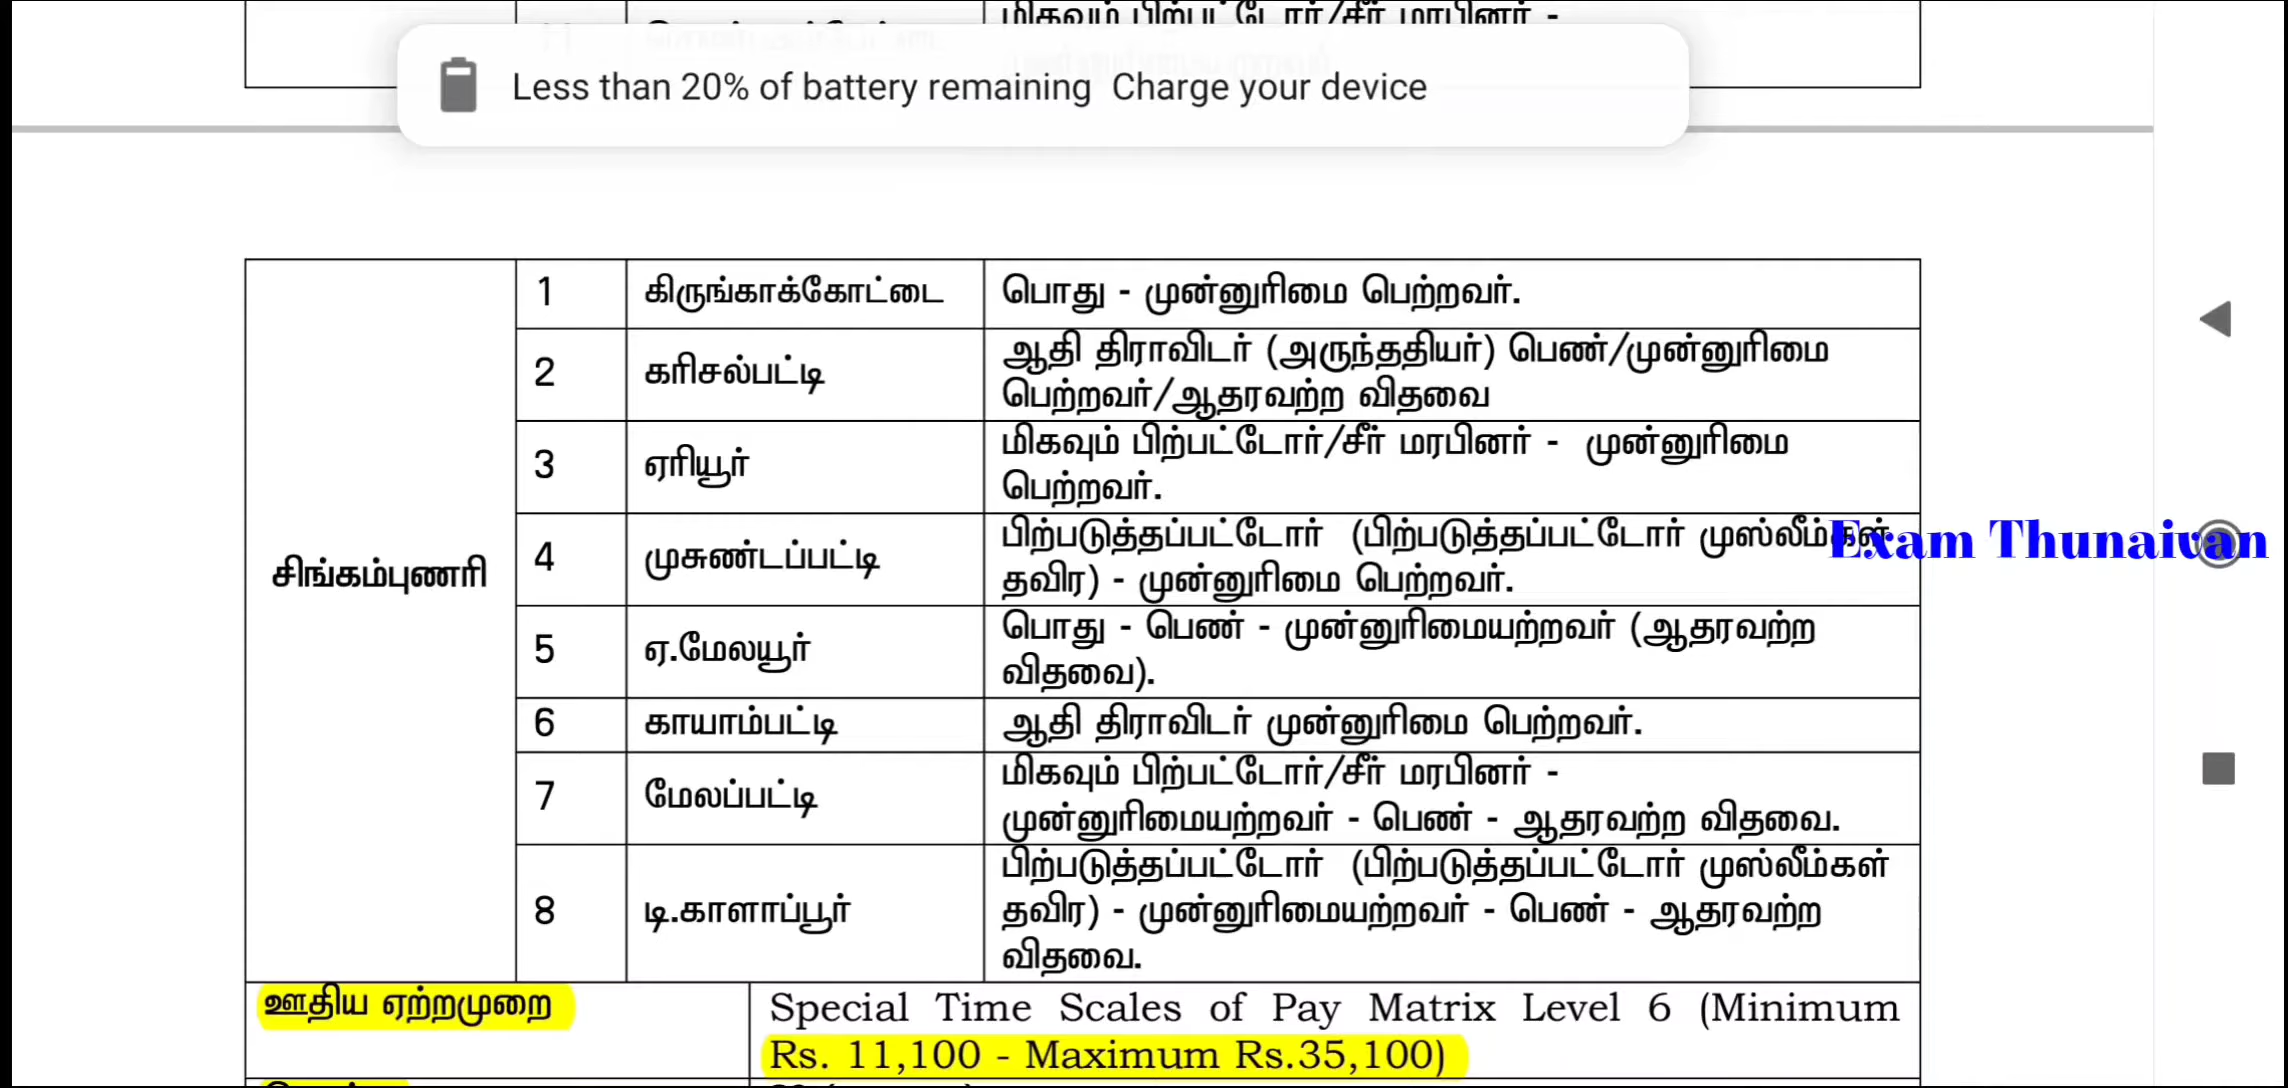 மிகவும் பிற்பட்டோர்/சீர் மரபினர் -
Less than 20% of battery remaining Charge your device
சிங்கம்புணரி
1 கிருங்காக்கோட்டை பொது - முன்னுரிமை பெற்றவர்.
2 கரிசல்பட்டி ஆதி திராவிடர் (அருந்ததியர்) பெண்/முன்னுரிமை
பெற்றவர்/ஆதரவற்ற விதவை
3 ஏரியூர் மிகவும் பிற்பட்டோர்/சீர் மரபினர் - முன்னுரிமை
பெற்றவர்.
4 முசுண்டப்பட்டி பிற்படுத்தப்பட்டோர் (பிற்படுத்தப்பட்டோர் முஸ்லீம்கள்
தவிர) - முன்னுரிமை பெற்றவர்.
Exam Thunaivan
5 ஏ.மேலயூர் பொது - பெண் - முன்னுரிமையற்றவர் (ஆதரவற்ற
விதவை).
6 காயாம்பட்டி ஆதி திராவிடர் முன்னுரிமை பெற்றவர்.
7 மேலப்பட்டி மிகவும் பிற்பட்டோர்/சீர் மரபினர் -
முன்னுரிமையற்றவர் - பெண் - ஆதரவற்ற விதவை.
8 டி.காளாப்பூர் பிற்படுத்தப்பட்டோர் (பிற்படுத்தப்பட்டோர் முஸ்லீம்கள்
தவிர) - முன்னுரிமையற்றவர் - பெண் - ஆதரவற்ற
விதவை.
ஊதிய ஏற்றமுறை Special Time Scales of Pay Matrix Level 6 (Minimum
Rs. 11,100 - Maximum Rs.35,100)